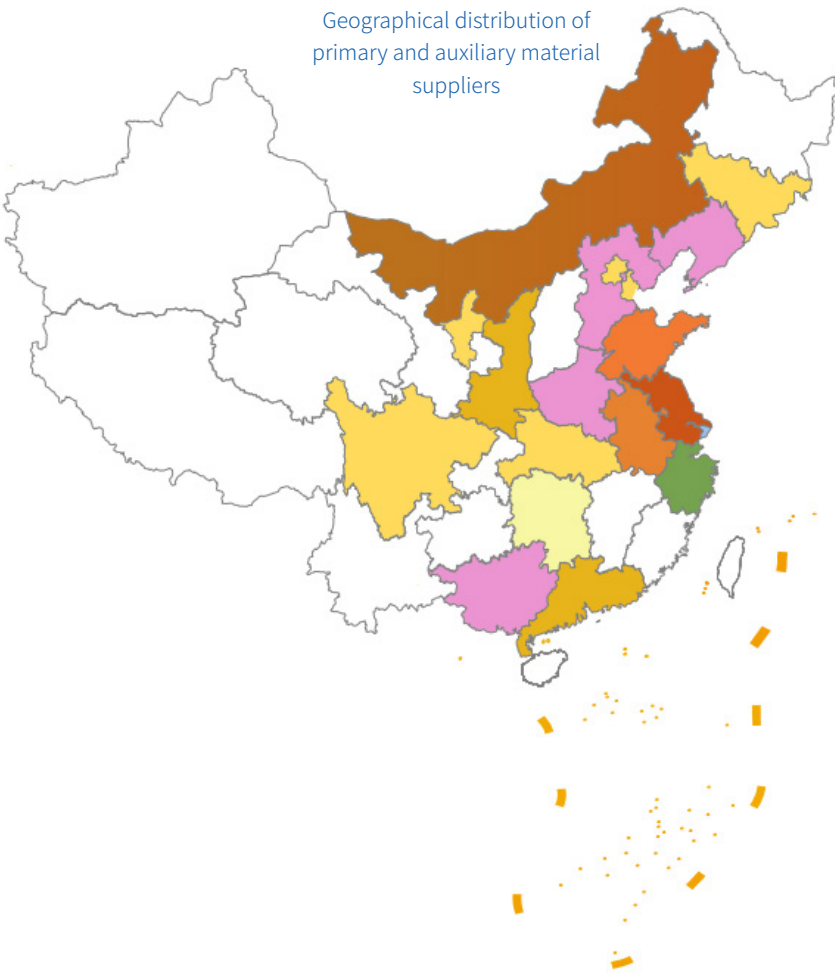 Geographical distribution of
primary and auxiliary material
suppliers